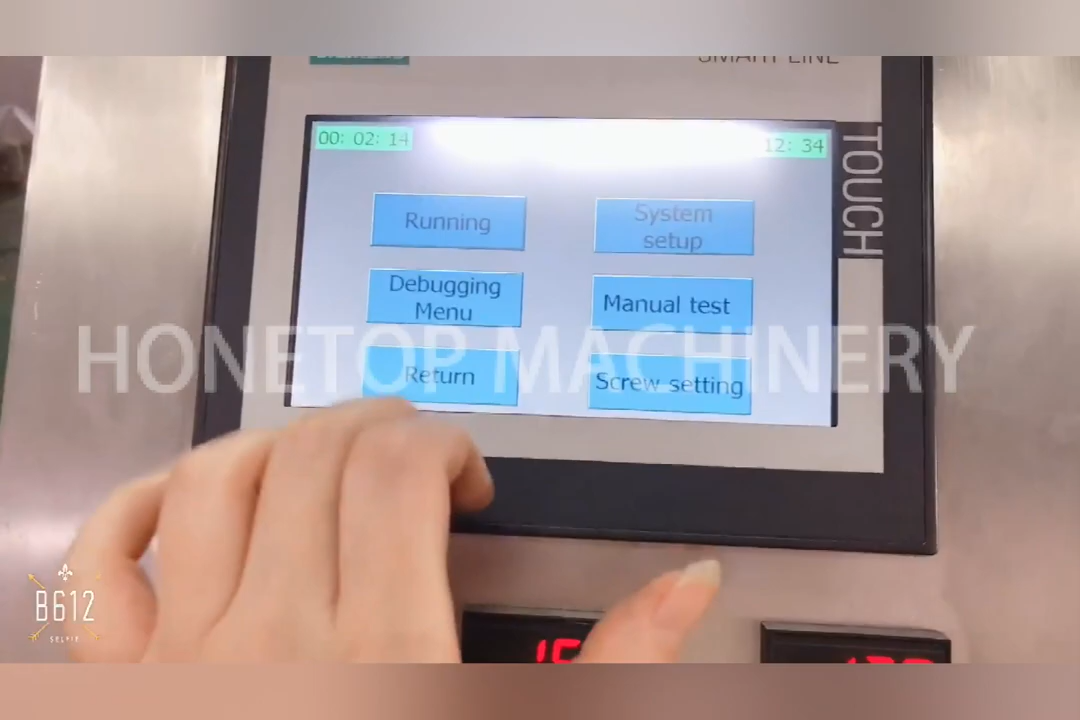 SMART LINE
TOUCH
00: 02: 14
12: 34
Running
System
setup
Debugging
Menu
Manual test
Return
Screw setting
HONETOP MACHINERY
B612
SELFIE